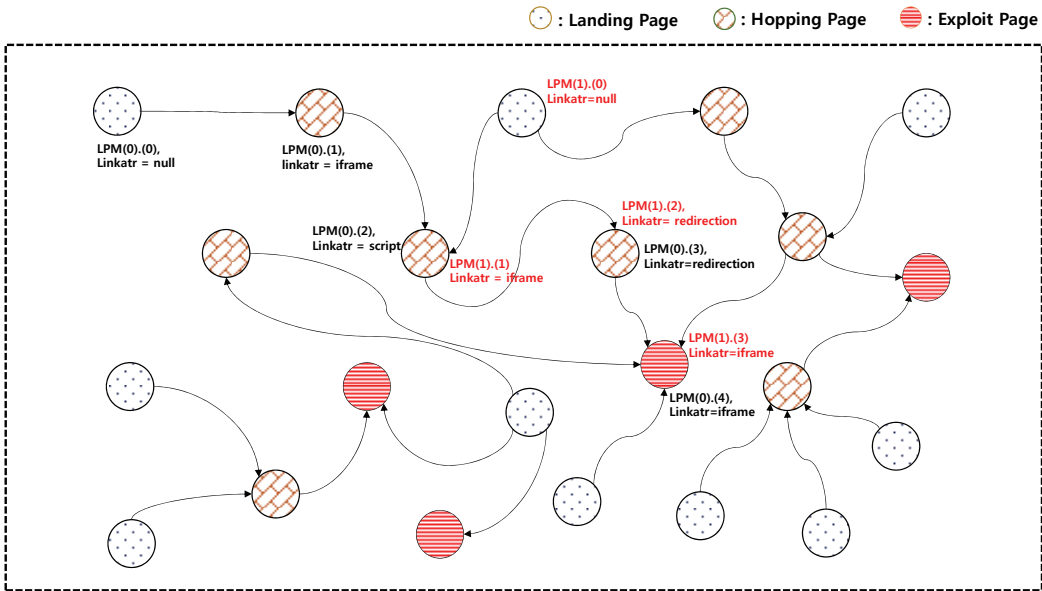 : Landing Page
: Hopping Page
: Exploit Page
LPM(1).(0)
Linkatr=null
LPM(0).(0),
Linkatr = null
LPM(0).(1),
linkatr = iframe
LPM(1).(2),
Linkatr= redirection
LPM(0).(2),
Linkatr = script
LPM(0).(3),
Linkatr=redirection
LPM(1).(1)
Linkatr = iframe
LPM(1).(3)
Linkatr=iframe
LPM(0).(4),
Linkatr=iframe